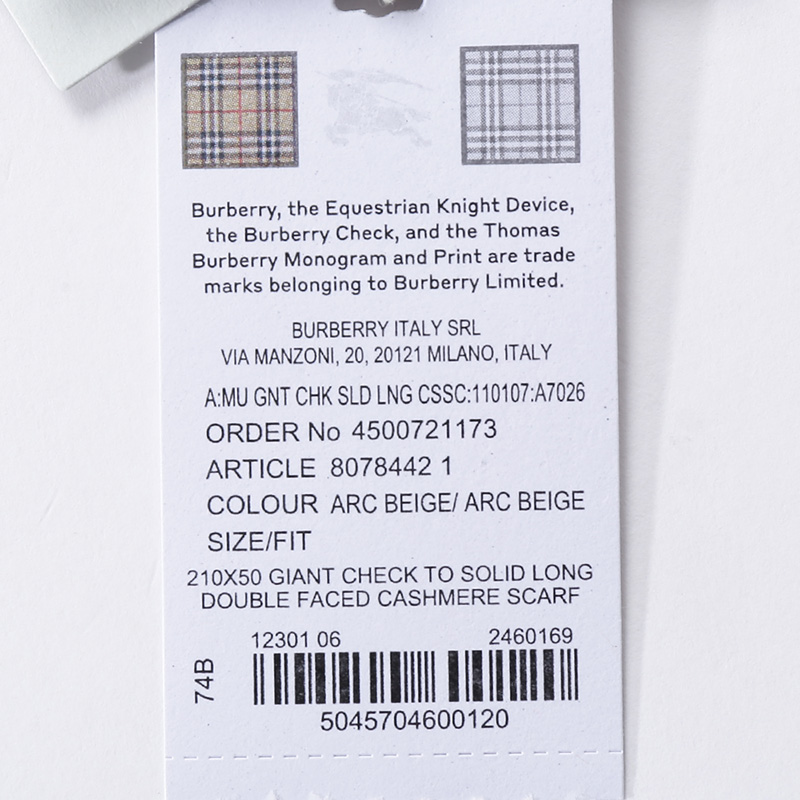 Burberry, the Equestrian Knight Device,
the Burberry Check, and the Thomas
Burberry Monogram and Print are trade
marks belonging to Burberry Limited.
BURBERRY ITALY SRL
VIA MANZONI, 20, 20121 MILANO, ITALY
A:MU GNT CHK SLD LNG CSSC:110107:A7026
ORDER No 4500721173
ARTICLE 8078442 1
COLOUR ARC BEIGE/ ARC BEIGE
SIZE/FIT
210X50 GIANT CHECK TO SOLID LONG
DOUBLE FACED CASHMERE SCARF
12301 06 2460169
74B
5045704600120